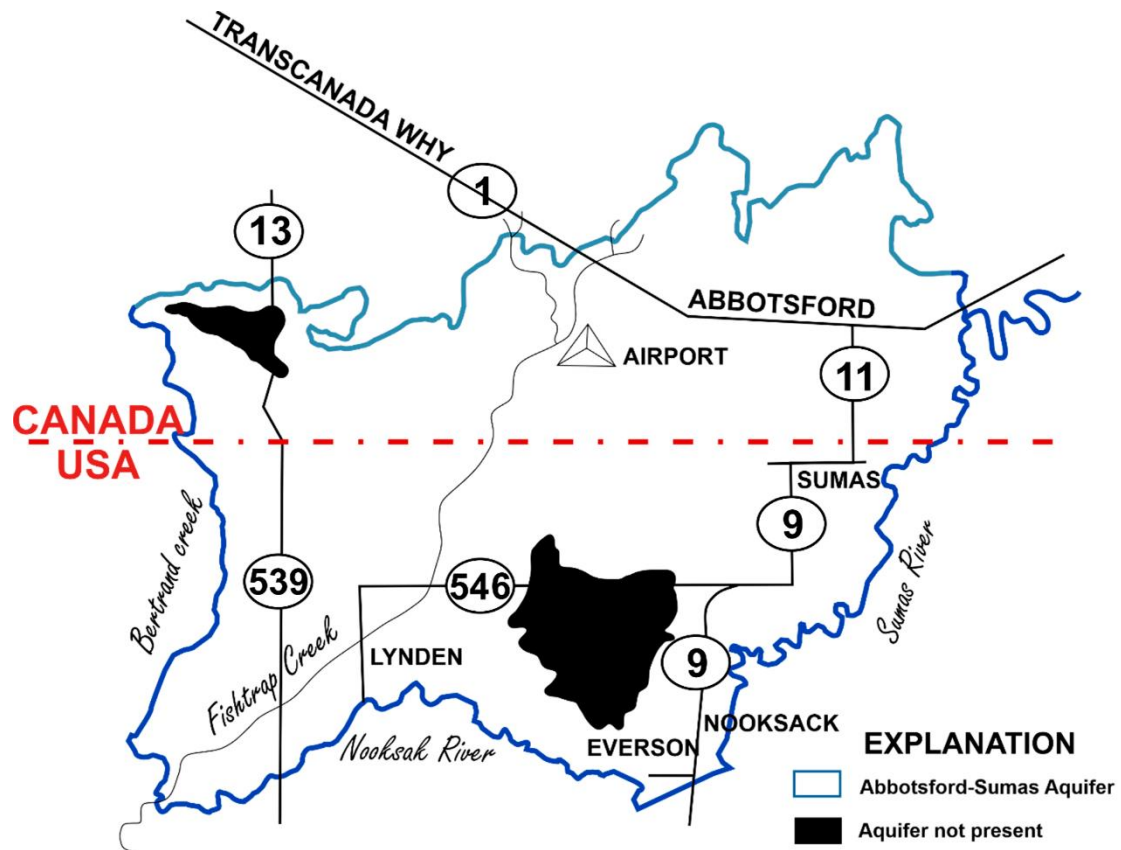 TRANSCANADA WHY
1
13
ABBOTSFORD
AIRPORT
11
CANADA
USA
SUMAS
9
Bertrand creek
539
546
Sumas River
Fishtrap Creek
LYNDEN
9
Nooksak River
EVERSON
NOOKSACK
EXPLANATION
Abbotsford-Sumas Aquifer
Aquifer not present